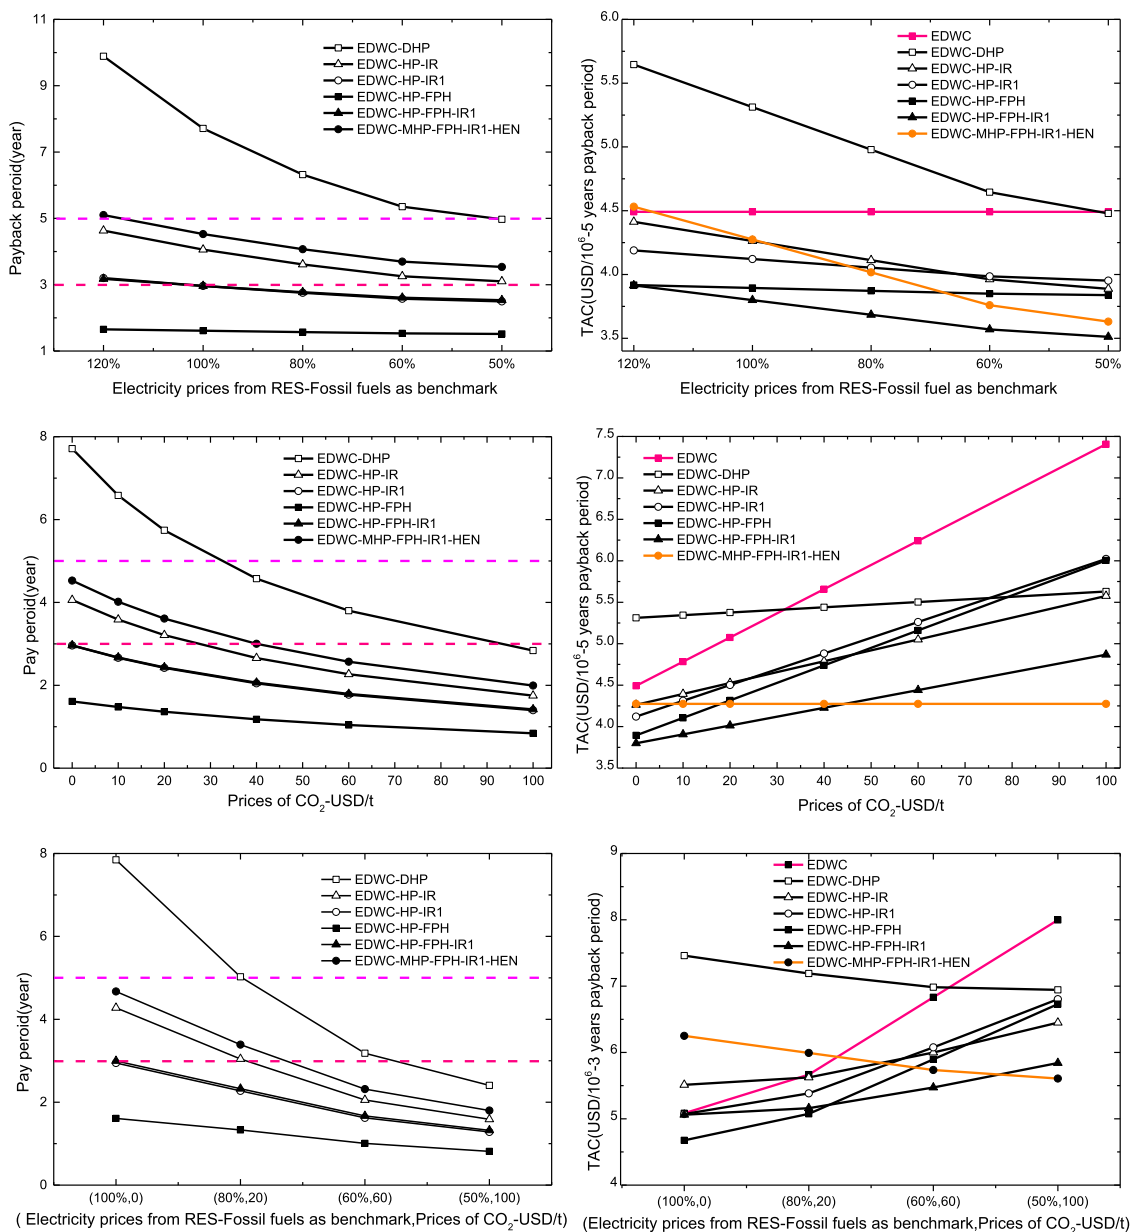 11
9
7
5
3
1
Payback peroid(year)
EDWC-DHP
EDWC-HP-IR
EDWC-HP-IR1
EDWC-HP-FPH
EDWC-HP-FPH-IR1
EDWC-MHP-FPH-IR1-HEN
120% 100% 80% 60% 50%
Electricity prices from RES-Fossil fuels as benchmark
6.0
5.5
5.0
4.5
4.0
3.5
TAC(USD/10^6-5 years payback period)
EDWC
EDWC-DHP
EDWC-HP-IR
EDWC-HP-IR1
EDWC-HP-FPH
EDWC-HP-FPH-IR1
EDWC-MHP-FPH-IR1-HEN
120% 100% 80% 60% 50%
Electricity prices from RES-Fossil fuel as benchmark
8
6
4
2
0
Pay peroid(year)
EDWC-DHP
EDWC-HP-IR
EDWC-HP-IR1
EDWC-HP-FPH
EDWC-HP-FPH-IR1
EDWC-MHP-FPH-IR1-HEN
0 10 20 30 40 50 60 70 80 90 100
Prices of CO2-USD/t
7.5
7.0
6.5
6.0
5.5
5.0
4.5
4.0
3.5
TAC(USD/10^6-5 years payback period)
EDWC
EDWC-DHP
EDWC-HP-IR
EDWC-HP-IR1
EDWC-HP-FPH
EDWC-HP-FPH-IR1
EDWC-MHP-FPH-IR1-HEN
0 10 20 30 40 50 60 70 80 90 100
Prices of CO2-USD/t
8
6
4
2
0
Pay peroid(year)
EDWC-DHP
EDWC-HP-IR
EDWC-HP-IR1
EDWC-HP-FPH
EDWC-HP-FPH-IR1
EDWC-MHP-FPH-IR1-HEN
(100%,0) (80%,20) (60%,60) (50%,100)
( Electricity prices from RES-Fossil fuels as benchmark,Prices of CO2-USD/t)
9
8
7
6
5
4
TAC(USD/10^6-3 years payback period)
EDWC
EDWC-DHP
EDWC-HP-IR
EDWC-HP-IR1
EDWC-HP-FPH
EDWC-HP-FPH-IR1
EDWC-MHP-FPH-IR1-HEN
(100%,0) (80%,20) (60%,60) (50%,100)
(Electricity prices from RES-Fossil fuels as benchmark,Prices of CO2-USD/t)